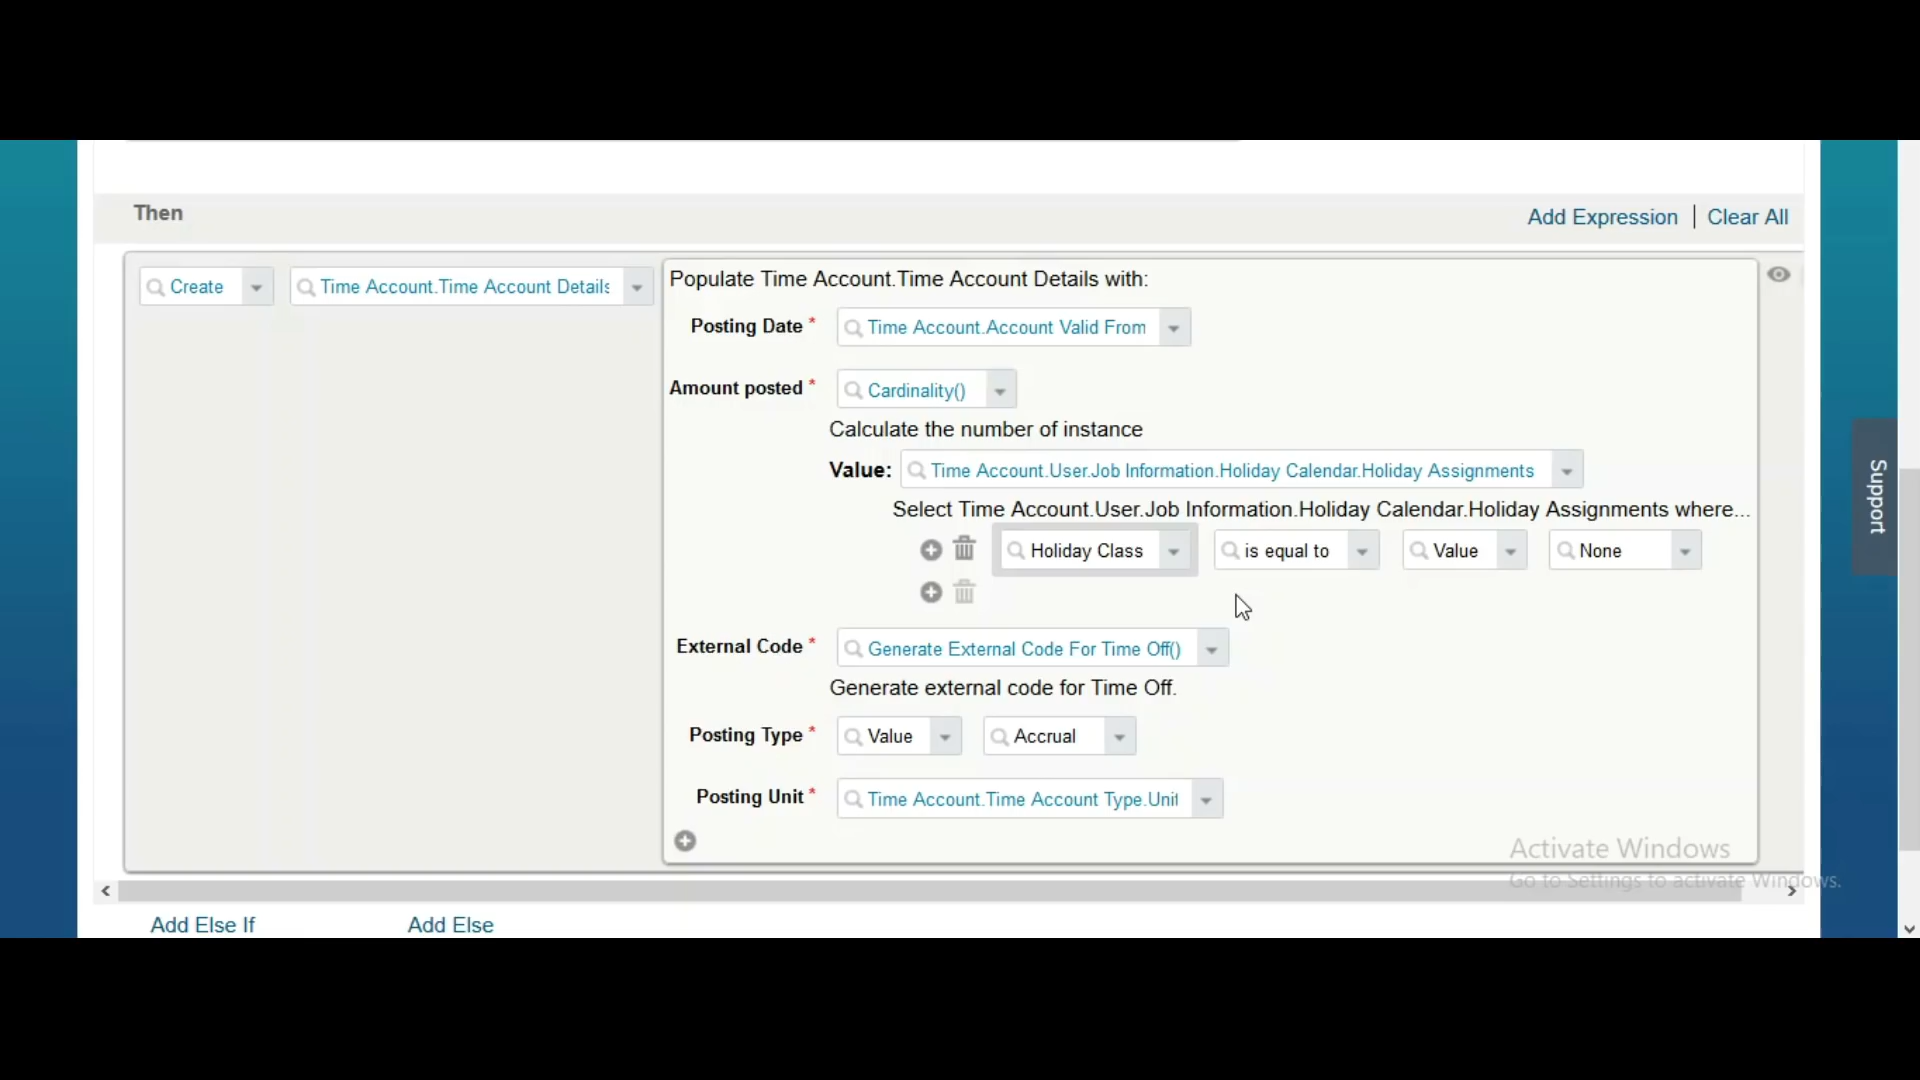 Then
Add Expression | Clear All
Create
Time Account.Time Account Details
Populate Time Account.Time Account Details with:
Posting Date *
Time Account.Account Valid From
Amount posted *
Cardinality()
Calculate the number of instance
Value:
Time Account.User.Job Information.Holiday Calendar.Holiday Assignments
Select Time Account.User.Job Information.Holiday Calendar.Holiday Assignments where...
Holiday Class
is equal to
Value
None
External Code *
Generate External Code For Time Off()
Generate external code for Time Off.
Posting Type *
Value
Accrual
Posting Unit *
Time Account.Time Account Type.Unit
Add Else If
Add Else
Support
Activate Windows
Go to Settings to activate Windows.